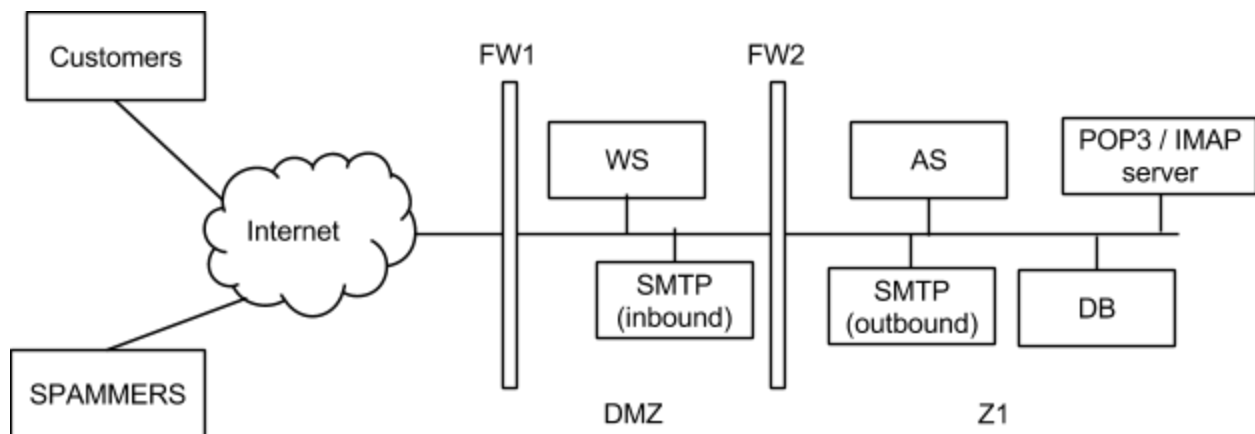 Customers
FW1
FW2
WS
AS
POP3 / IMAP
server
Internet
SMTP
(inbound)
SMTP
(outbound)
DB
SPAMMERS
DMZ
Z1